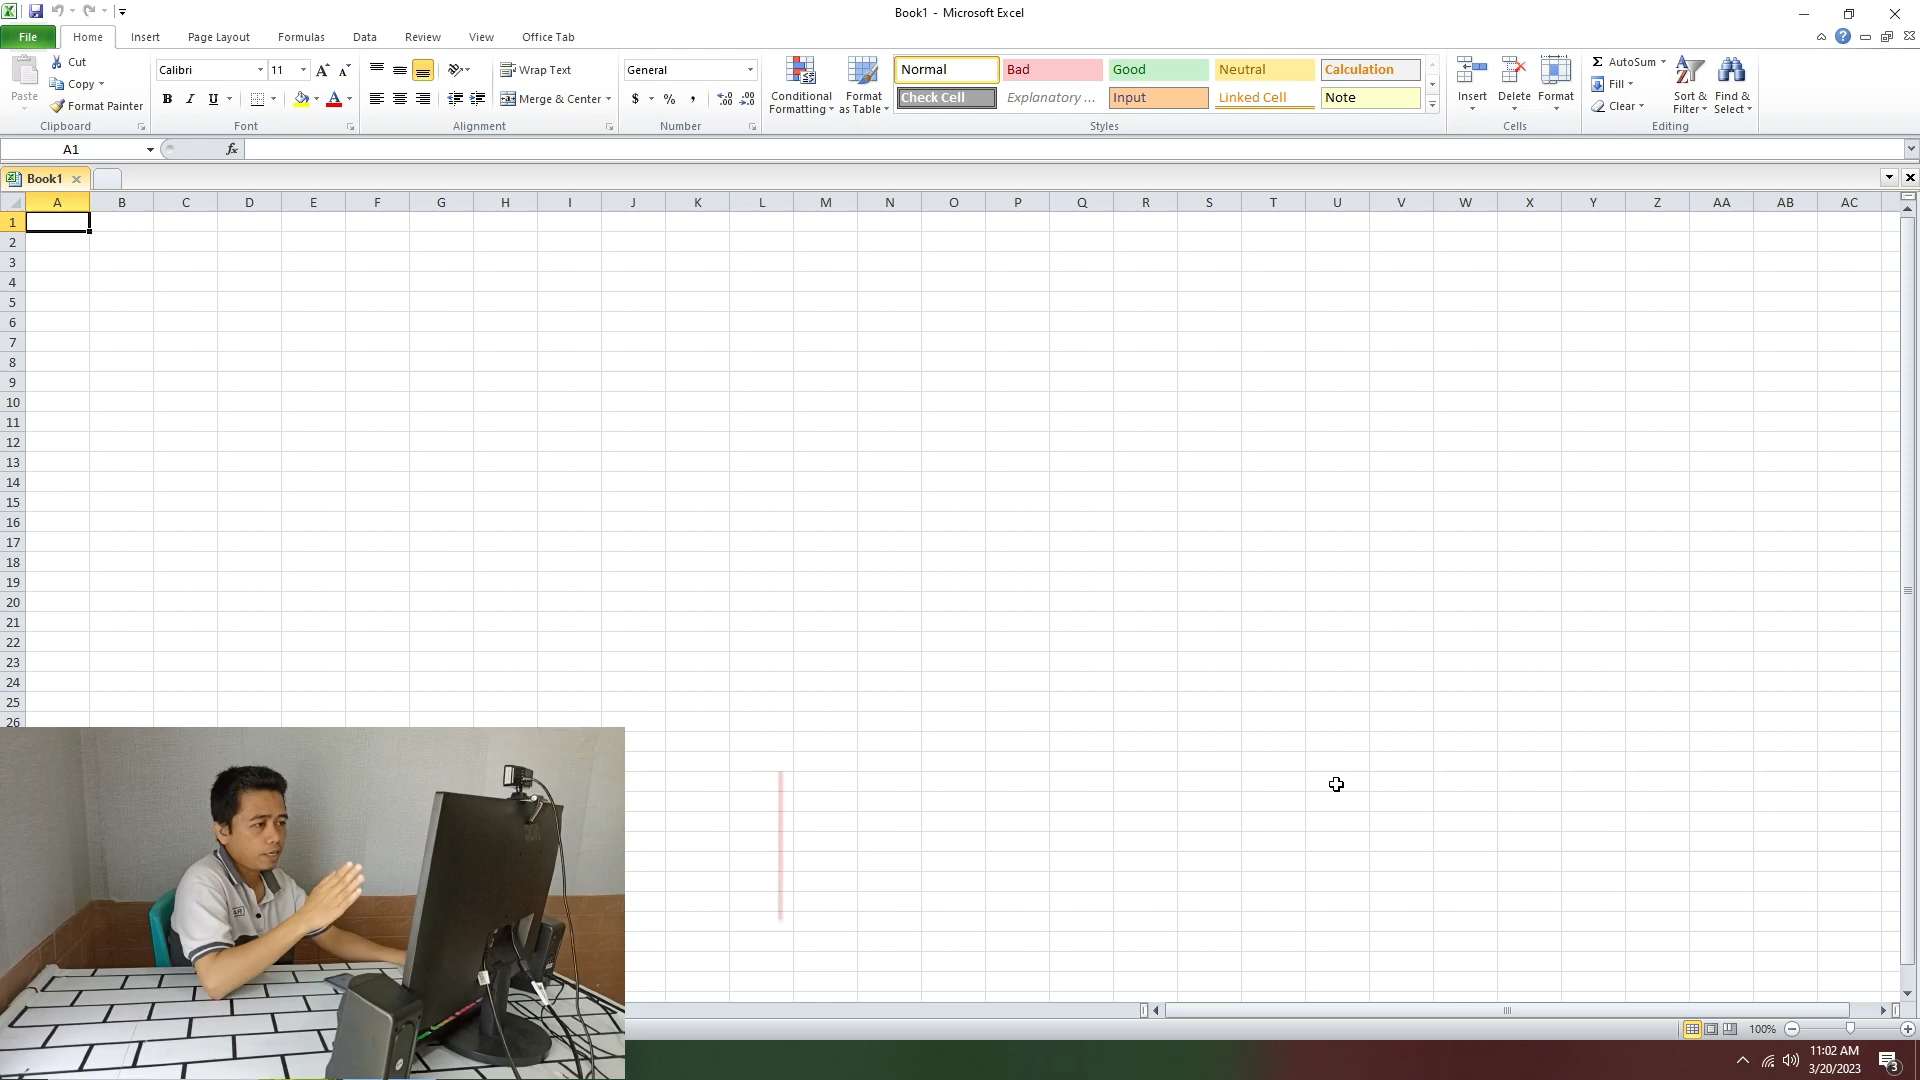 Book1 - Microsoft Excel
File Home Insert Page Layout Formulas Data Review View Office Tab
Paste
Cut
Copy
Format Painter
Clipboard
Calibri 11
B I U
Font
Wrap Text
Merge & Center
Alignment
General
$ % ,
Number
Conditional Formatting
Format as Table
Normal Bad Good Neutral Calculation
Check Cell Explanatory ... Input Linked Cell Note
Styles
Insert Delete Format
Cells
Σ AutoSum
Fill
Clear
Sort & Filter
Find & Select
Editing
A1 fx
Book1
A B C D E F G H I J K L M N O P Q R S T U V W X Y Z AA AB AC
1
2
3
4
5
6
7
8
9
10
11
12
13
14
15
16
17
18
19
20
21
22
23
24
25
26
100%
11:02 AM
3/20/2023
3